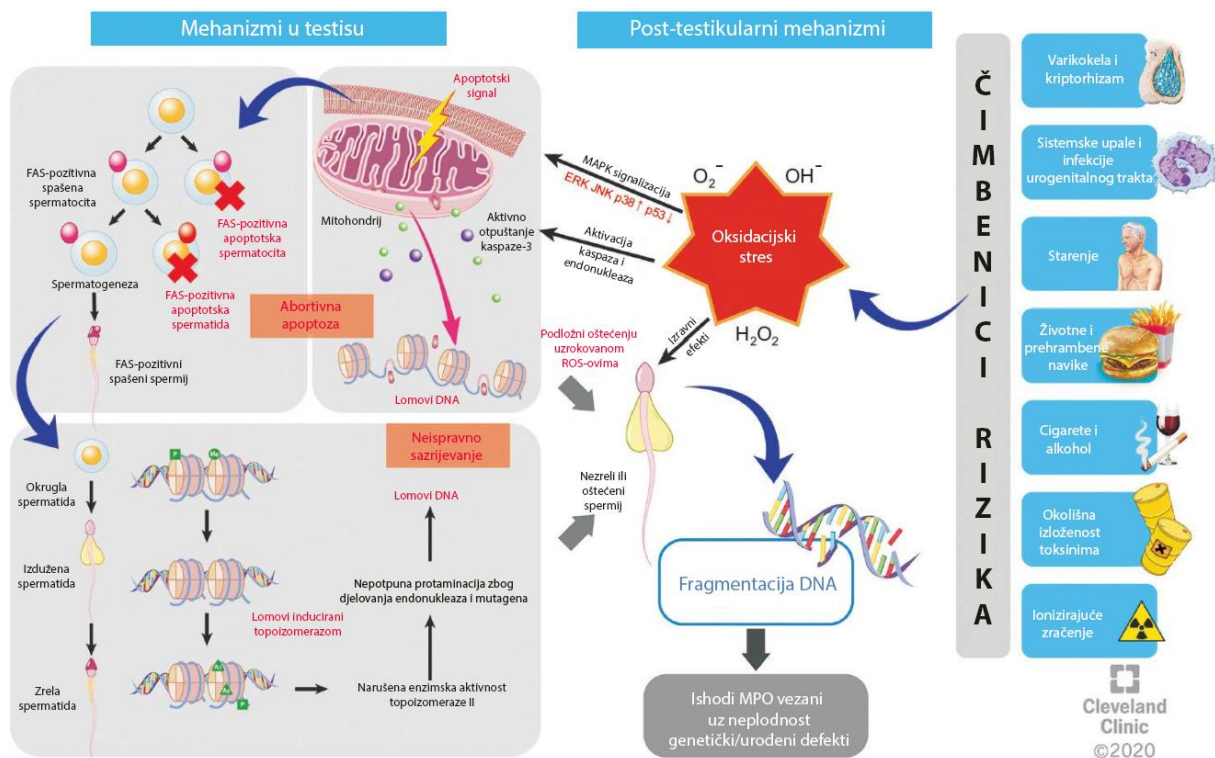 Mehanizmi u testisu
Post-testikularni mehanizmi
FAS-pozitivna
spašena
spermatocita
FAS-pozitivna
apoptotska
spermatocita
Spermatogeneza
FAS-pozitivna
apoptotska
spermatida
FAS-pozitivni
spašeni spermij
Apoptotski
signal
Mitohondrij
Aktivno
otpuštanje
kaspaze-3
Abortivna
apoptoza
Lomovi DNA
MAPK signalizacija
ERK JNK p38 ↑ p53 ↓
Aktivacija
kaspaza i
endonukleaza
O₂⁻
OH⁻
Oksidacijski
stres
H₂O₂
Izravni
efekti
Podložni oštećenju
uzrokovanom
ROS-ovima
Nezreli ili
oštećeni
spermij
Okrugla
spermatida
Izdužena
spermatida
Zrela
spermatida
P
Me
Ac
Ac
P
Lomovi inducirani
topoizomerazom
Neispravno
sazrijevanje
Lomovi DNA
Nepotpuna protaminacija zbog
djelovanja endonukleaza i mutagena
Narušena enzimska aktivnost
topoizomeraze II
Fragmentacija DNA
Ishodi MPO vezani
uz neplodnost
genetički/urođeni defekti
ČIMBENICI RIZIKA
Varikokela i
kriptorhizam
Sistemske upale i
infekcije
urogenitalnog trakta
Starenje
Životne i
prehrambene
navike
Cigarete i
alkohol
Okolišna
izloženost
toksinima
Ionizirajuće
zračenje
Cleveland
Clinic
©2020